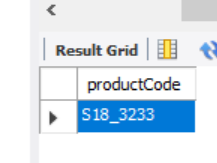 Result Grid
productCode
S18_3233